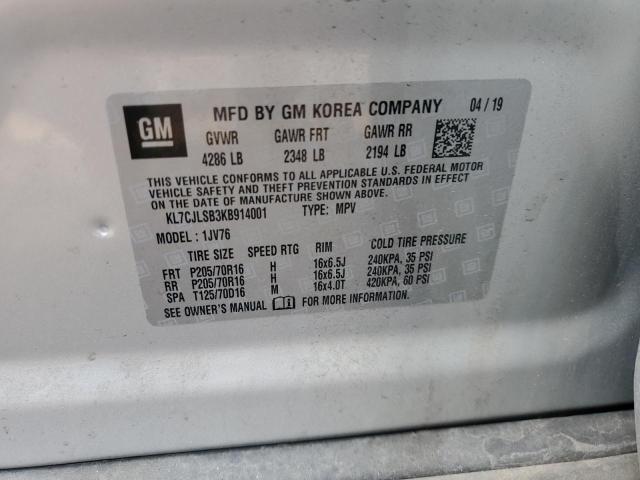 GM
MFD BY GM KOREA COMPANY 04 / 19
GVWR GAWR FRT GAWR RR
4286 LB 2348 LB 2194 LB
THIS VEHICLE CONFORMS TO ALL APPLICABLE U.S. FEDERAL MOTOR
VEHICLE SAFETY AND THEFT PREVENTION STANDARDS IN EFFECT
ON THE DATE OF MANUFACTURE SHOWN ABOVE.
KL7CJLSB3KB914001 TYPE: MPV
MODEL: 1JV76
TIRE SIZE SPEED RTG RIM COLD TIRE PRESSURE
FRT P205/70R16 H 16x6.5J 240KPA, 35 PSI
RR P205/70R16 H 16x6.5J 240KPA, 35 PSI
SPA T125/70D16 M 16x4.0T 420KPA, 60 PSI
SEE OWNER'S MANUAL FOR MORE INFORMATION.